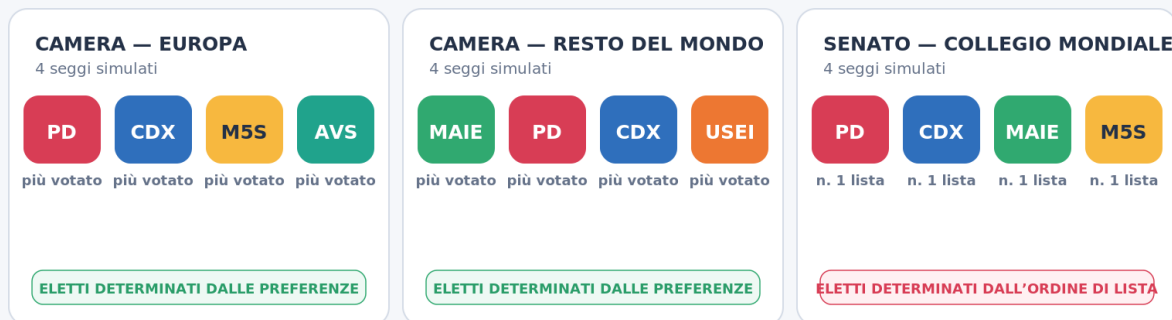 CAMERA — EUROPA
4 seggi simulati
PD CDX M5S AVS
più votato più votato più votato più votato
ELETTI DETERMINATI DALLE PREFERENZE
CAMERA — RESTO DEL MONDO
4 seggi simulati
MAIE PD CDX USEI
più votato più votato più votato più votato
ELETTI DETERMINATI DALLE PREFERENZE
SENATO — COLLEGIO MONDIALE
4 seggi simulati
PD CDX MAIE M5S
n. 1 lista n. 1 lista n. 1 lista n. 1 lista
ELETTI DETERMINATI DALL’ORDINE DI LISTA